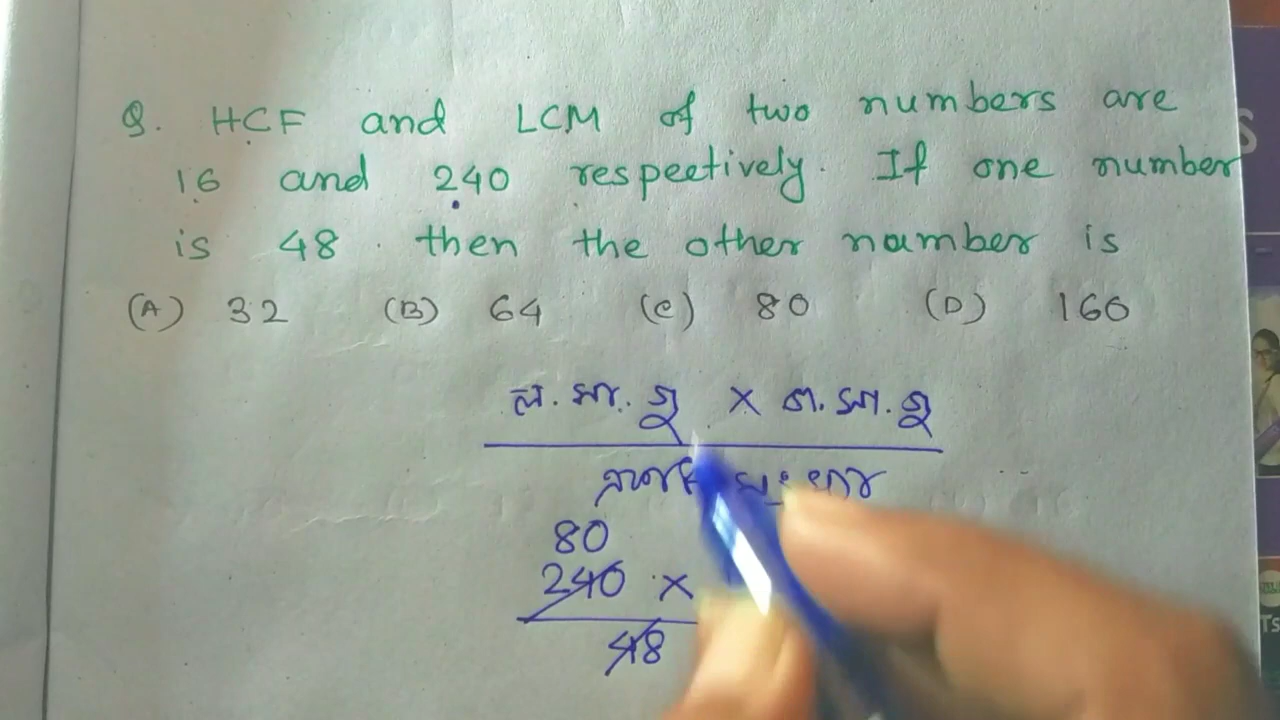 Q. HCF and LCM of two numbers are
16 and 240 respectively. If one number
is 48 then the other number is
(A) 32 (B) 64 (C) 80 (D) 160
ଲ.ସା.ଗୁ × ଗ.ସା.ଗୁ
80
240 ×
48